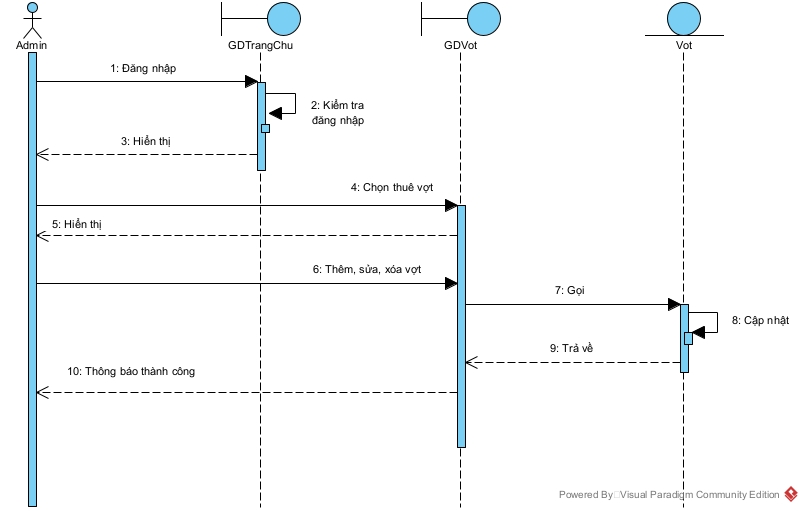 Admin
GDTrangChu
GDVot
Vot
1: Đăng nhập
2: Kiểm tra
đăng nhập
3: Hiển thị
4: Chọn thuê vợt
5: Hiển thị
6: Thêm, sửa, xóa vợt
7: Gọi
8: Cập nhật
9: Trả về
10: Thông báo thành công
Powered By Visual Paradigm Community Edition